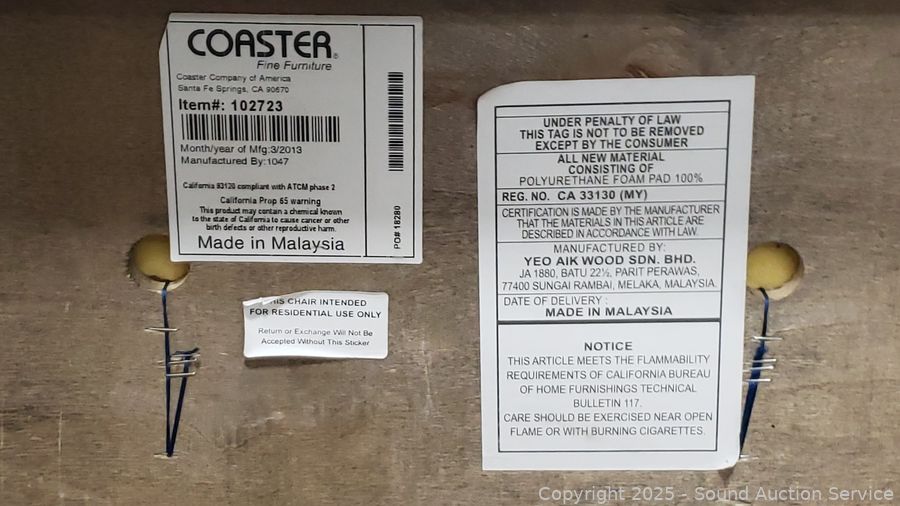 COASTER®
Fine Furniture
Coaster Company of America
Santa Fe Springs, CA 90670
Item#: 102723
Month/year of Mfg:3/2013
Manufactured By:1047
California 93120 compliant with ATCM phase 2
California Prop 65 warning
This product may contain a chemical known
to the state of California to cause cancer or other
birth defects or other reproductive harm.
Made in Malaysia
PO# 18280
THIS CHAIR INTENDED
FOR RESIDENTIAL USE ONLY
Return or Exchange Will Not Be
Accepted Without This Sticker
UNDER PENALTY OF LAW
THIS TAG IS NOT TO BE REMOVED
EXCEPT BY THE CONSUMER
ALL NEW MATERIAL
CONSISTING OF
POLYURETHANE FOAM PAD 100%
REG. NO. CA 33130 (MY)
CERTIFICATION IS MADE BY THE MANUFACTURER
THAT THE MATERIALS IN THIS ARTICLE ARE
DESCRIBED IN ACCORDANCE WITH LAW.
MANUFACTURED BY:
YEO AIK WOOD SDN. BHD.
JA 1880, BATU 22½, PARIT PERAWAS,
77400 SUNGAI RAMBAI, MELAKA, MALAYSIA.
DATE OF DELIVERY :
MADE IN MALAYSIA
NOTICE
THIS ARTICLE MEETS THE FLAMMABILITY
REQUIREMENTS OF CALIFORNIA BUREAU
OF HOME FURNISHINGS TECHNICAL
BULLETIN 117.
CARE SHOULD BE EXERCISED NEAR OPEN
FLAME OR WITH BURNING CIGARETTES.
Copyright 2025 - Sound Auction Service